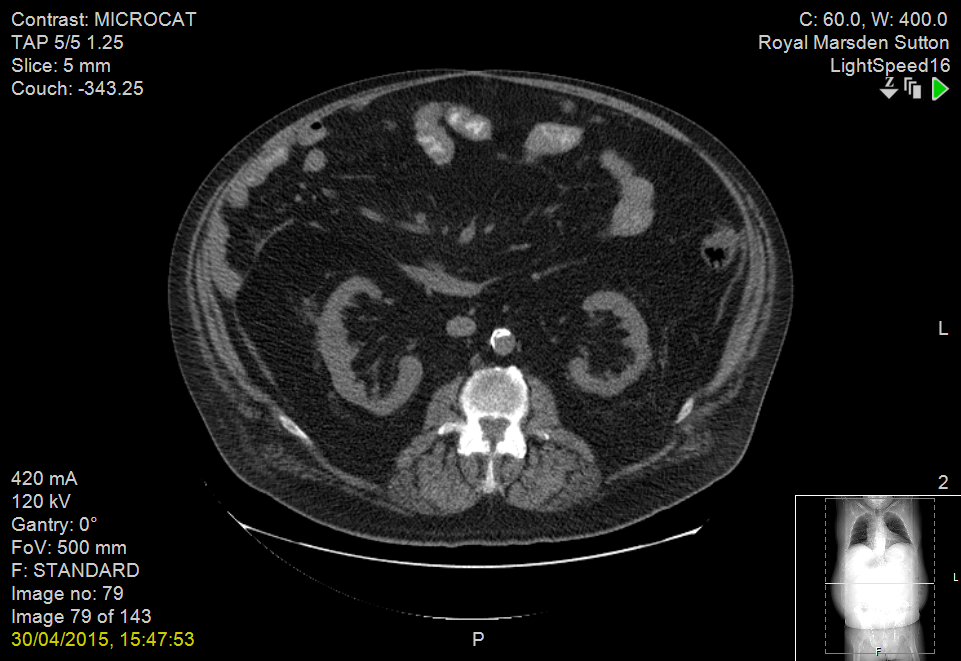 Contrast: MICROCAT
TAP 5/5 1.25
Slice: 5 mm
Couch: -343.25
C: 60.0, W: 400.0
Royal Marsden Sutton
LightSpeed16
Z
L
2
420 mA
120 kV
Gantry: 0°
FoV: 500 mm
F: STANDARD
Image no: 79
Image 79 of 143
30/04/2015, 15:47:53
P
L
F